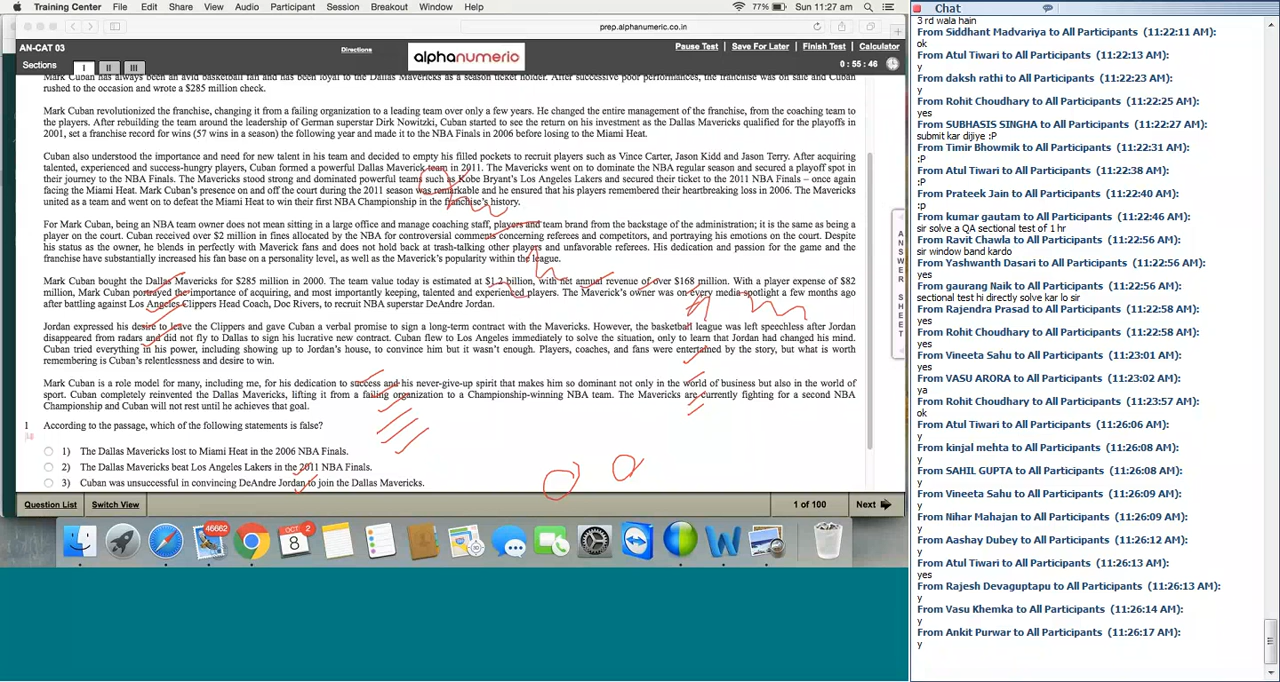 Training Center File Edit Share View Audio Participant Session Breakout Window Help 77% Sun 11:27 am
prep.alphanumeric.co.in
AN-CAT 03 Directions alphanumeric Pause Test Save For Later Finish Test Calculator
Sections I II III 0 : 55 : 46
Mark Cuban has always been an avid basketball fan and has been loyal to the Dallas Mavericks as a season ticket holder. After successive poor performances, the franchise was on sale and Cuban
rushed to the occasion and wrote a $285 million check.
Mark Cuban revolutionized the franchise, changing it from a failing organization to a leading team over only a few years. He changed the entire management of the franchise, from the coaching team to
the players. After rebuilding the team around the leadership of German superstar Dirk Nowitzki, Cuban started to see the return on his investment as the Dallas Mavericks qualified for the playoffs in
2001, set a franchise record for wins (57 wins in a season) the following year and made it to the NBA Finals in 2006 before losing to the Miami Heat.
Cuban also understood the importance and need for new talent in his team and decided to empty his filled pockets to recruit players such as Vince Carter, Jason Kidd and Jason Terry. After acquiring
talented, experienced and success-hungry players, Cuban formed a powerful Dallas Maverick team in 2011. The Mavericks went on to dominate the NBA regular season and secured a playoff spot in
their journey to the NBA Finals. The Mavericks stood strong and dominated powerful teams such as Kobe Bryant's Los Angeles Lakers and secured their ticket to the 2011 NBA Finals – once again
facing the Miami Heat. Mark Cuban's presence on and off the court during the 2011 season was remarkable and he ensured that his players remembered their heartbreaking loss in 2006. The Mavericks
united as a team and went on to defeat the Miami Heat to win their first NBA Championship in the franchise's history.
For Mark Cuban, being an NBA team owner does not mean sitting in a large office and manage coaching staff, players and team brand from the backstage of the administration; it is the same as being a
player on the court. Cuban received over $2 million in fines allocated by the NBA for controversial comments concerning referees and competitors, and portraying his emotions on the court. Despite
his status as the owner, he blends in perfectly with Maverick fans and does not hold back at trash-talking other players and unfavorable referees. His dedication and passion for the game and the
franchise have substantially increased his fan base on a personality level, as well as the Maverick's popularity within the league.
Mark Cuban bought the Dallas Mavericks for $285 million in 2000. The team value today is estimated at $1.2 billion, with net annual revenue of over $168 million. With a player expense of $82
million, Mark Cuban portrayed the importance of acquiring, and most importantly keeping, talented and experienced players. The Maverick's owner was on every media spotlight a few months ago
after battling against Los Angeles Clippers Head Coach, Doc Rivers, to recruit NBA superstar DeAndre Jordan.
Jordan expressed his desire to leave the Clippers and gave Cuban a verbal promise to sign a long-term contract with the Mavericks. However, the basketball league was left speechless after Jordan
disappeared from radars and did not fly to Dallas to sign his lucrative new contract. Cuban flew to Los Angeles immediately to solve the situation, only to learn that Jordan had changed his mind.
Cuban tried everything in his power, including showing up to Jordan's house, to convince him but it wasn't enough. Players, coaches, and fans were entertained by the story, but what is worth
remembering is Cuban's relentlessness and desire to win.
Mark Cuban is a role model for many, including me, for his dedication to success and his never-give-up spirit that makes him so dominant not only in the world of business but also in the world of
sport. Cuban completely reinvented the Dallas Mavericks, lifting it from a failing organization to a Championship-winning NBA team. The Mavericks are currently fighting for a second NBA
Championship and Cuban will not rest until he achieves that goal.
1 According to the passage, which of the following statements is false?
1) The Dallas Mavericks lost to Miami Heat in the 2006 NBA Finals.
2) The Dallas Mavericks beat Los Angeles Lakers in the 2011 NBA Finals.
3) Cuban was unsuccessful in convincing DeAndre Jordan to join the Dallas Mavericks.
ANSWER SHEET
Question List Switch View 1 of 100 Next
46662
OCT 8
2
Chat
3 rd wala hain
From Siddhant Madvariya to All Participants (11:22:11 AM):
ok
From Atul Tiwari to All Participants (11:22:13 AM):
y
From daksh rathi to All Participants (11:22:23 AM):
y
From Rohit Choudhary to All Participants (11:22:25 AM):
yes
From SUBHASIS SINGHA to All Participants (11:22:27 AM):
submit kar dijiye :P
From Timir Bhowmik to All Participants (11:22:31 AM):
:P
From Atul Tiwari to All Participants (11:22:38 AM):
:P
From Prateek Jain to All Participants (11:22:40 AM):
:p
From kumar gautam to All Participants (11:22:46 AM):
sir solve a QA sectional test of 1 hr
From Ravit Chawla to All Participants (11:22:56 AM):
sir window band kardo
From Yashwanth Dasari to All Participants (11:22:56 AM):
yes
From gaurang Naik to All Participants (11:22:56 AM):
sectional test hi directly solve kar lo sir
From Rajendra Prasad to All Participants (11:22:58 AM):
yes
From Rohit Choudhary to All Participants (11:22:58 AM):
yes
From Vineeta Sahu to All Participants (11:23:01 AM):
yes
From VASU ARORA to All Participants (11:23:02 AM):
ya
From Rohit Choudhary to All Participants (11:23:57 AM):
ok
From Atul Tiwari to All Participants (11:26:06 AM):
y
From kinjal mehta to All Participants (11:26:08 AM):
y
From SAHIL GUPTA to All Participants (11:26:08 AM):
y
From Vineeta Sahu to All Participants (11:26:09 AM):
y
From Nihar Mahajan to All Participants (11:26:09 AM):
y
From Aashay Dubey to All Participants (11:26:12 AM):
y
From Atul Tiwari to All Participants (11:26:13 AM):
yes
From Rajesh Devaguptapu to All Participants (11:26:13 AM):
y
From Vasu Khemka to All Participants (11:26:14 AM):
y
From Ankit Purwar to All Participants (11:26:17 AM):
y